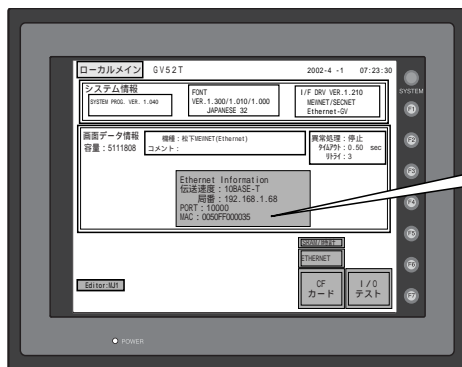 ローカルメイン GV52T 2002-4 -1 07:23:30
システム情報
SYSTEM PROG. VER. 1.040
FONT
VER.1.300/1.010/1.000
JAPANESE 32
I/F DRV VER.1.210
MEWNET/SECNET
Ethernet-GV
画面データ情報
容量：5111808
機種：松下MEWNET(Ethernet)
コメント：
異常処理：停止
タイムアウト：0.50 sec
リトライ：3
Ethernet Information
伝送速度：10BASE-T
局番：192.168.1.68
PORT：10000
MAC：0050FF000035
SRAM/時計
ETHERNET
Editor:MJ1
CF
カード
I/O
テスト
SYSTEM
F1
F2
F3
F4
F5
F6
F7
POWER